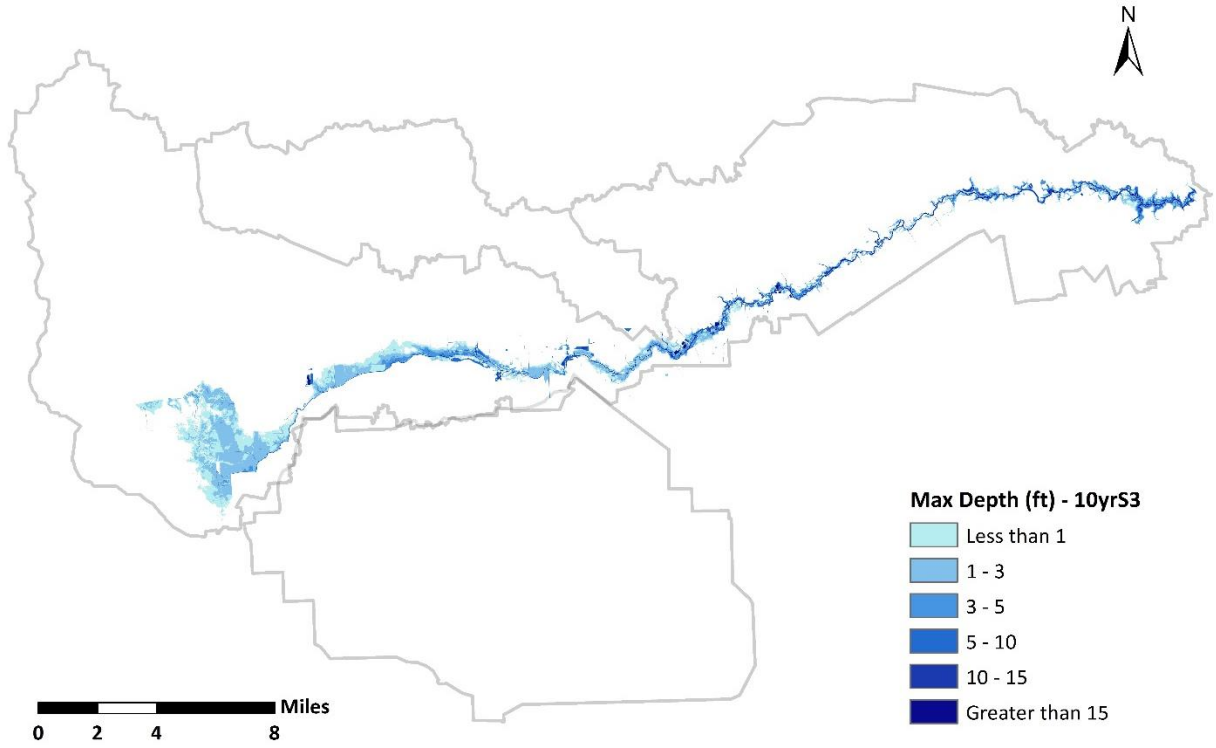 N
Max Depth (ft) - 10yrS3
Less than 1
1 - 3
3 - 5
5 - 10
10 - 15
Greater than 15
Miles
0 2 4 8